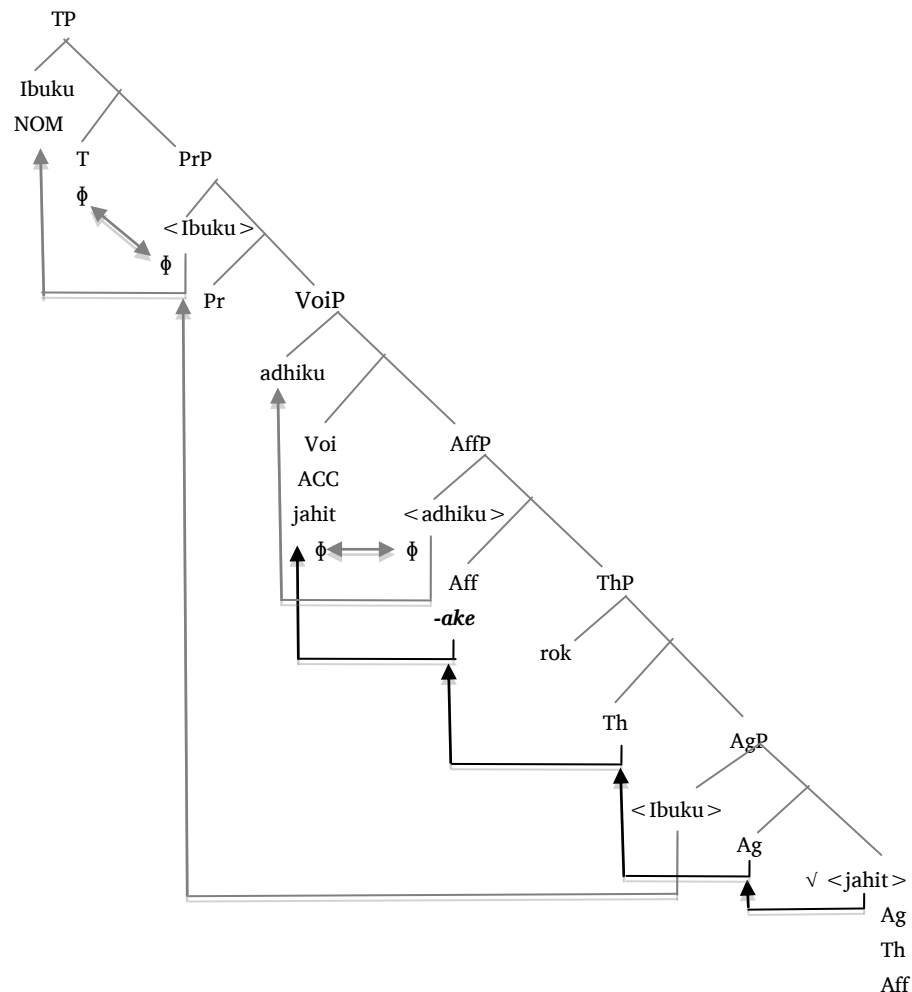 TP
Ibuku
NOM
T PrP
ϕ
<Ibuku>
ϕ
Pr VoiP
adhiku
Voi AffP
ACC
jahit <adhiku>
ϕ ϕ
Aff ThP
-ake
rok
Th
AgP
<Ibuku>
Ag
√ <jahit>
Ag
Th
Aff